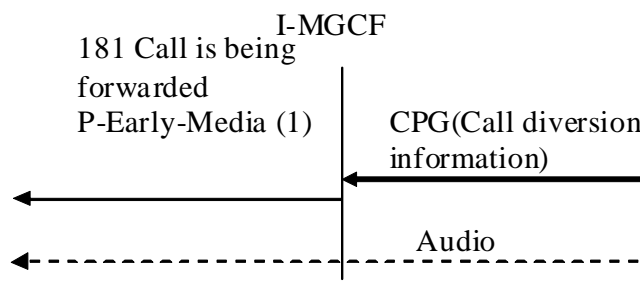 I-MGCF
181 Call is being
forwarded
P-Early-Media (1)
CPG(Call diversion
information)
Audio